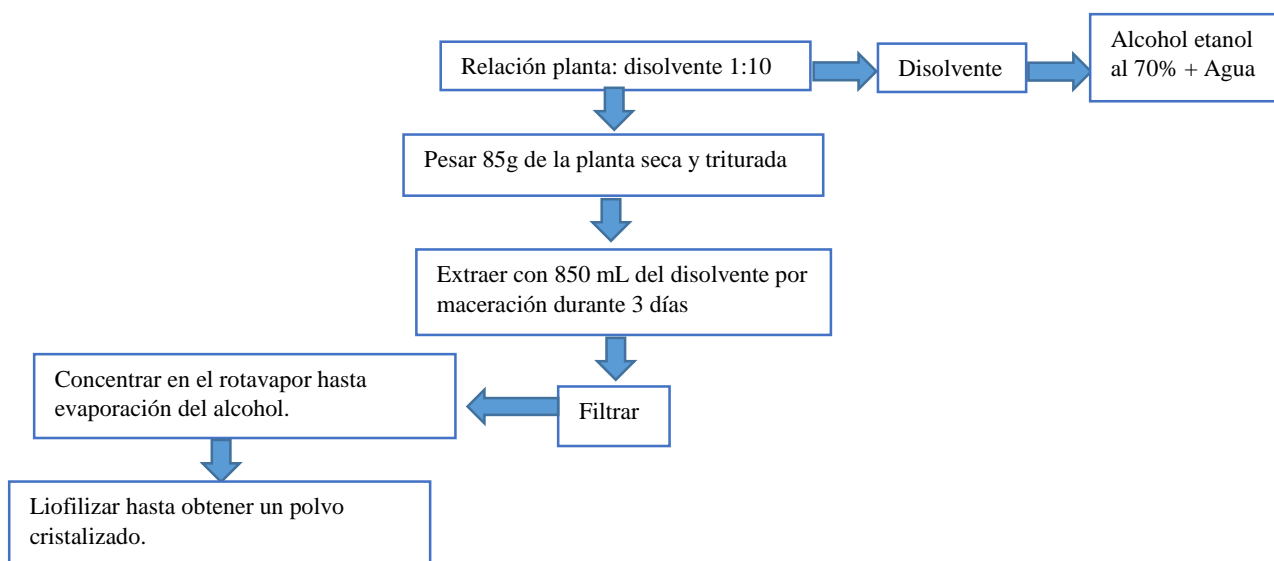 Relación planta: disolvente 1:10
Disolvente
Alcohol etanol
al 70% + Agua
Pesar 85g de la planta seca y triturada
Extraer con 850 mL del disolvente por
maceración durante 3 días
Filtrar
Concentrar en el rotavapor hasta
evaporación del alcohol.
Liofilizar hasta obtener un polvo
cristalizado.